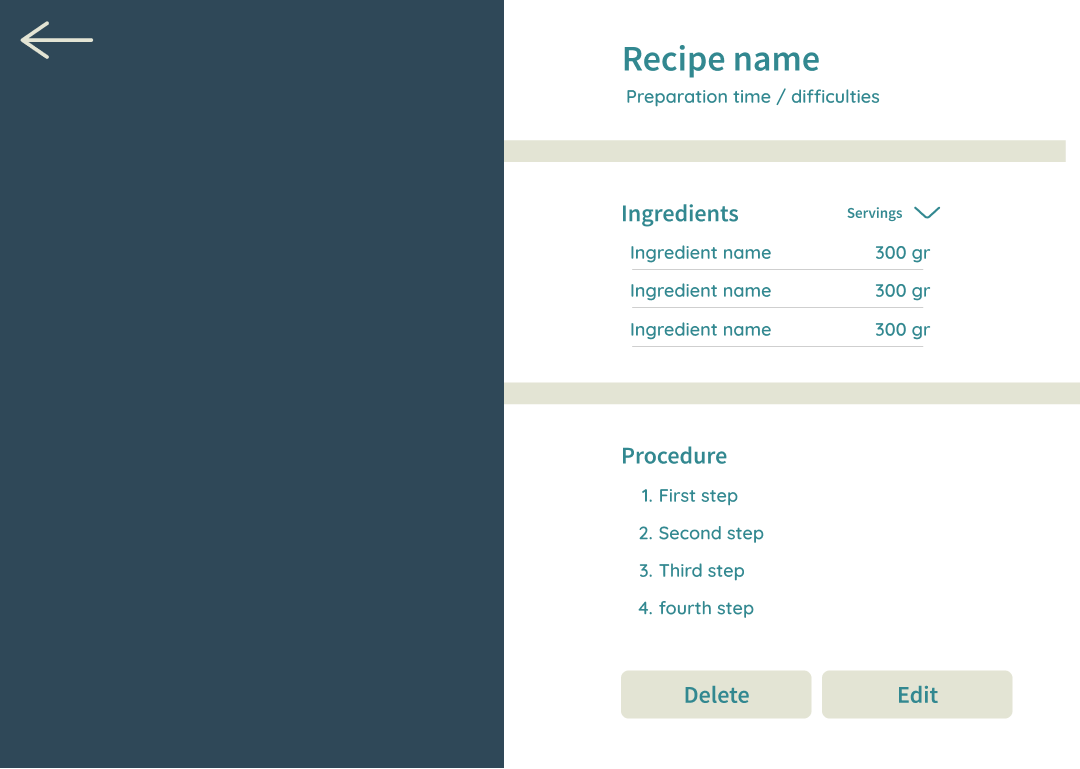 Recipe name
Preparation time / difficulties
Ingredients Servings
Ingredient name 300 gr
Ingredient name 300 gr
Ingredient name 300 gr
Procedure
1. First step
2. Second step
3. Third step
4. fourth step
Delete Edit